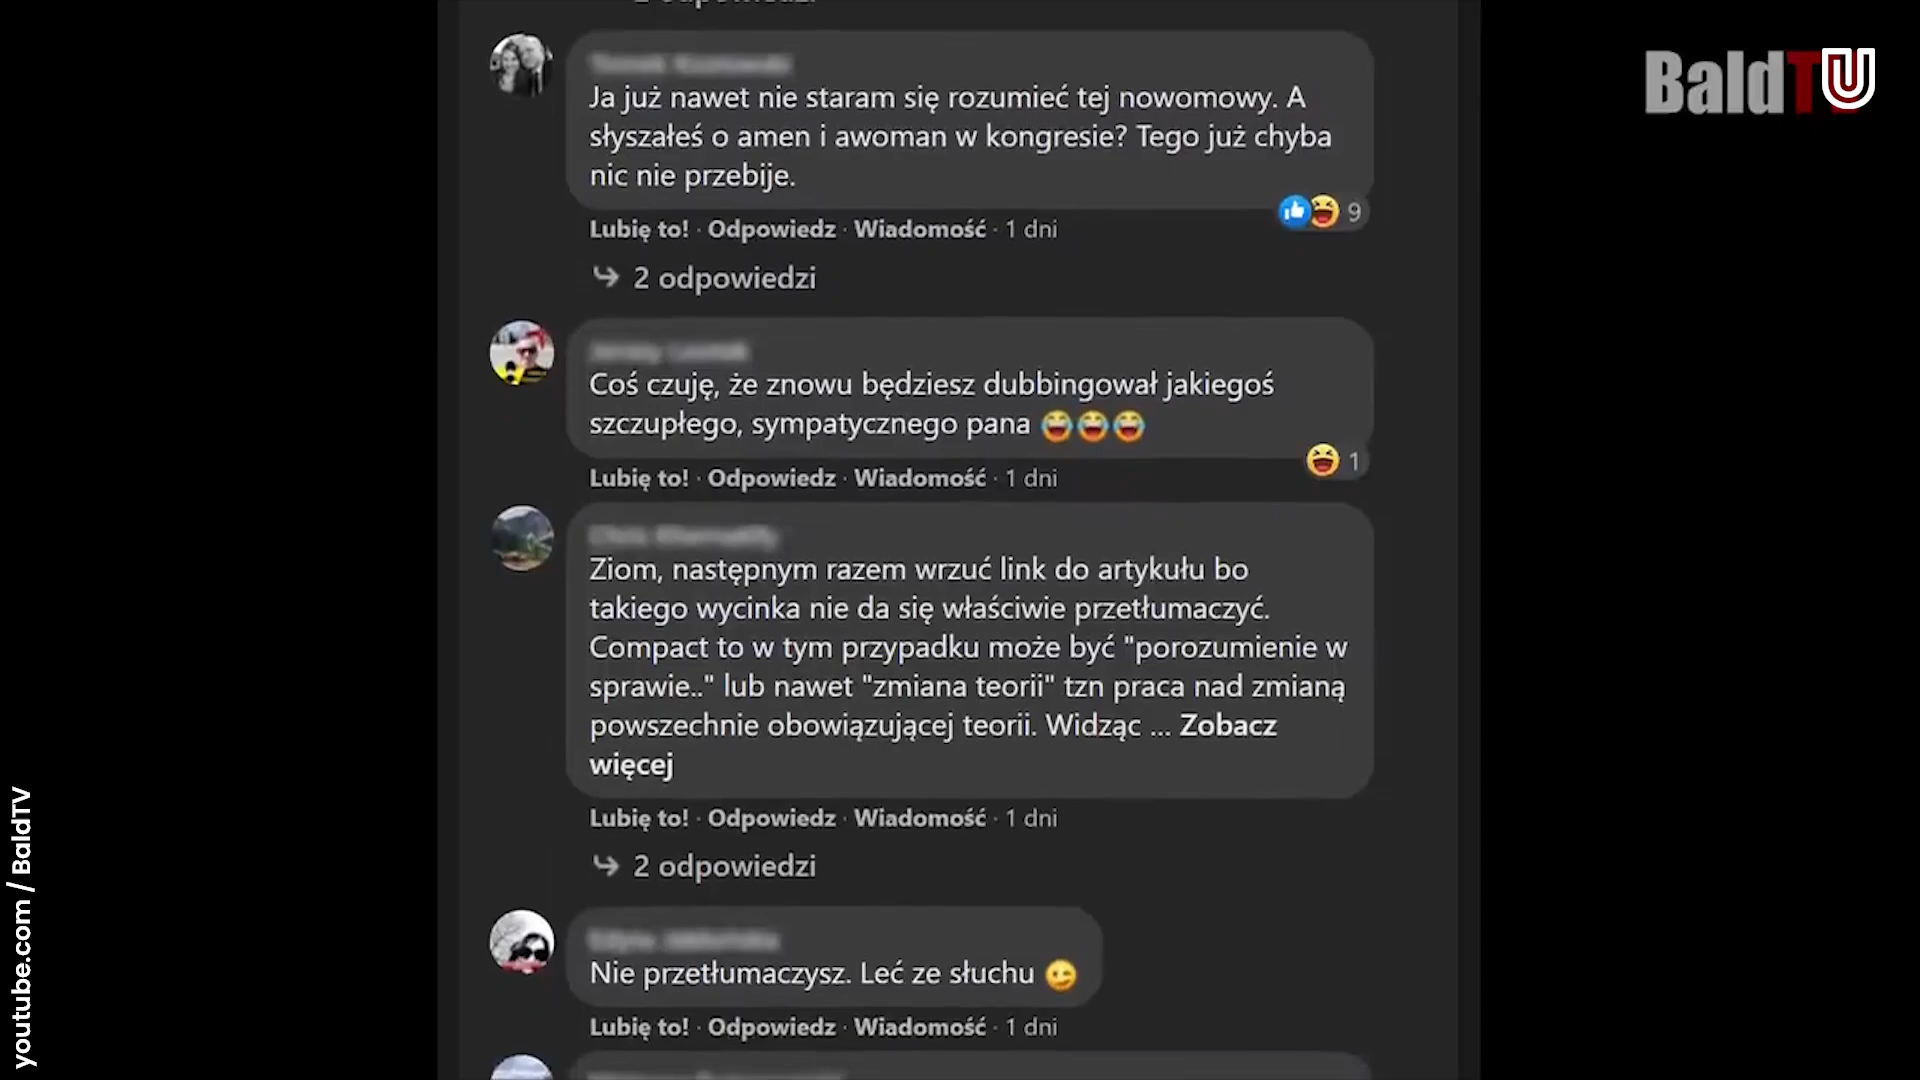 BaldTV
Ja już nawet nie staram się rozumieć tej nowomowy. A
słyszałeś o amen i awoman w kongresie? Tego już chyba
nic nie przebije.
9
Lubię to! · Odpowiedz · Wiadomość · 1 dni
2 odpowiedzi
Coś czuję, że znowu będziesz dubbingował jakiegoś
szczupłego, sympatycznego pana 😂😂😂
1
Lubię to! · Odpowiedz · Wiadomość · 1 dni
Ziom, następnym razem wrzuć link do artykułu bo
takiego wycinka nie da się właściwie przetłumaczyć.
Compact to w tym przypadku może być "porozumienie w
sprawie.." lub nawet "zmiana teorii" tzn praca nad zmianą
powszechnie obowiązującej teorii. Widząc ... Zobacz
więcej
Lubię to! · Odpowiedz · Wiadomość · 1 dni
2 odpowiedzi
Nie przetłumaczysz. Leć ze słuchu 😉
Lubię to! · Odpowiedz · Wiadomość · 1 dni
youtube.com / BaldTV